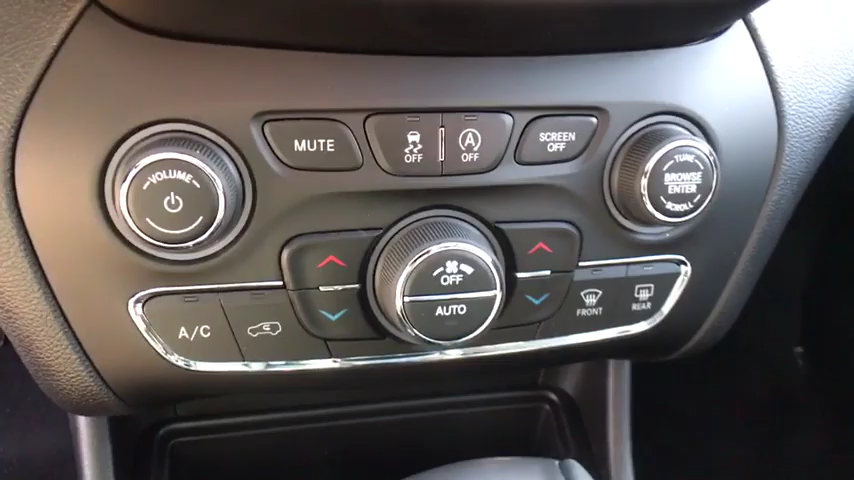 MUTE
OFF
OFF
SCREEN
OFF
VOLUME
TUNE
BROWSE
ENTER
SCROLL
OFF
AUTO
A/C
FRONT
REAR